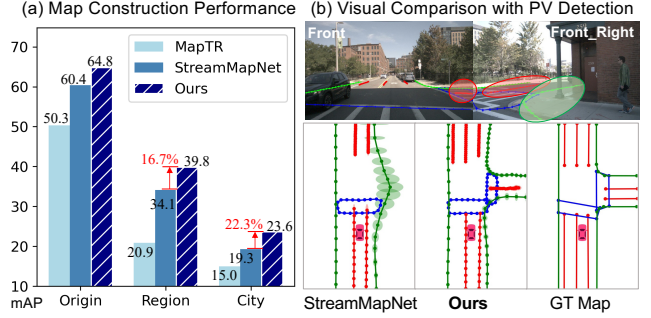 (a) Map Construction Performance
70
60
50
40
30
20
10
mAP
MapTR
StreamMapNet
Ours
50.3
60.4
64.8
20.9
34.1
39.8
16.7%
15.0
19.3
23.6
22.3%
Origin
Region
City
(b) Visual Comparison with PV Detection
Front
Front_Right
StreamMapNet
Ours
GT Map